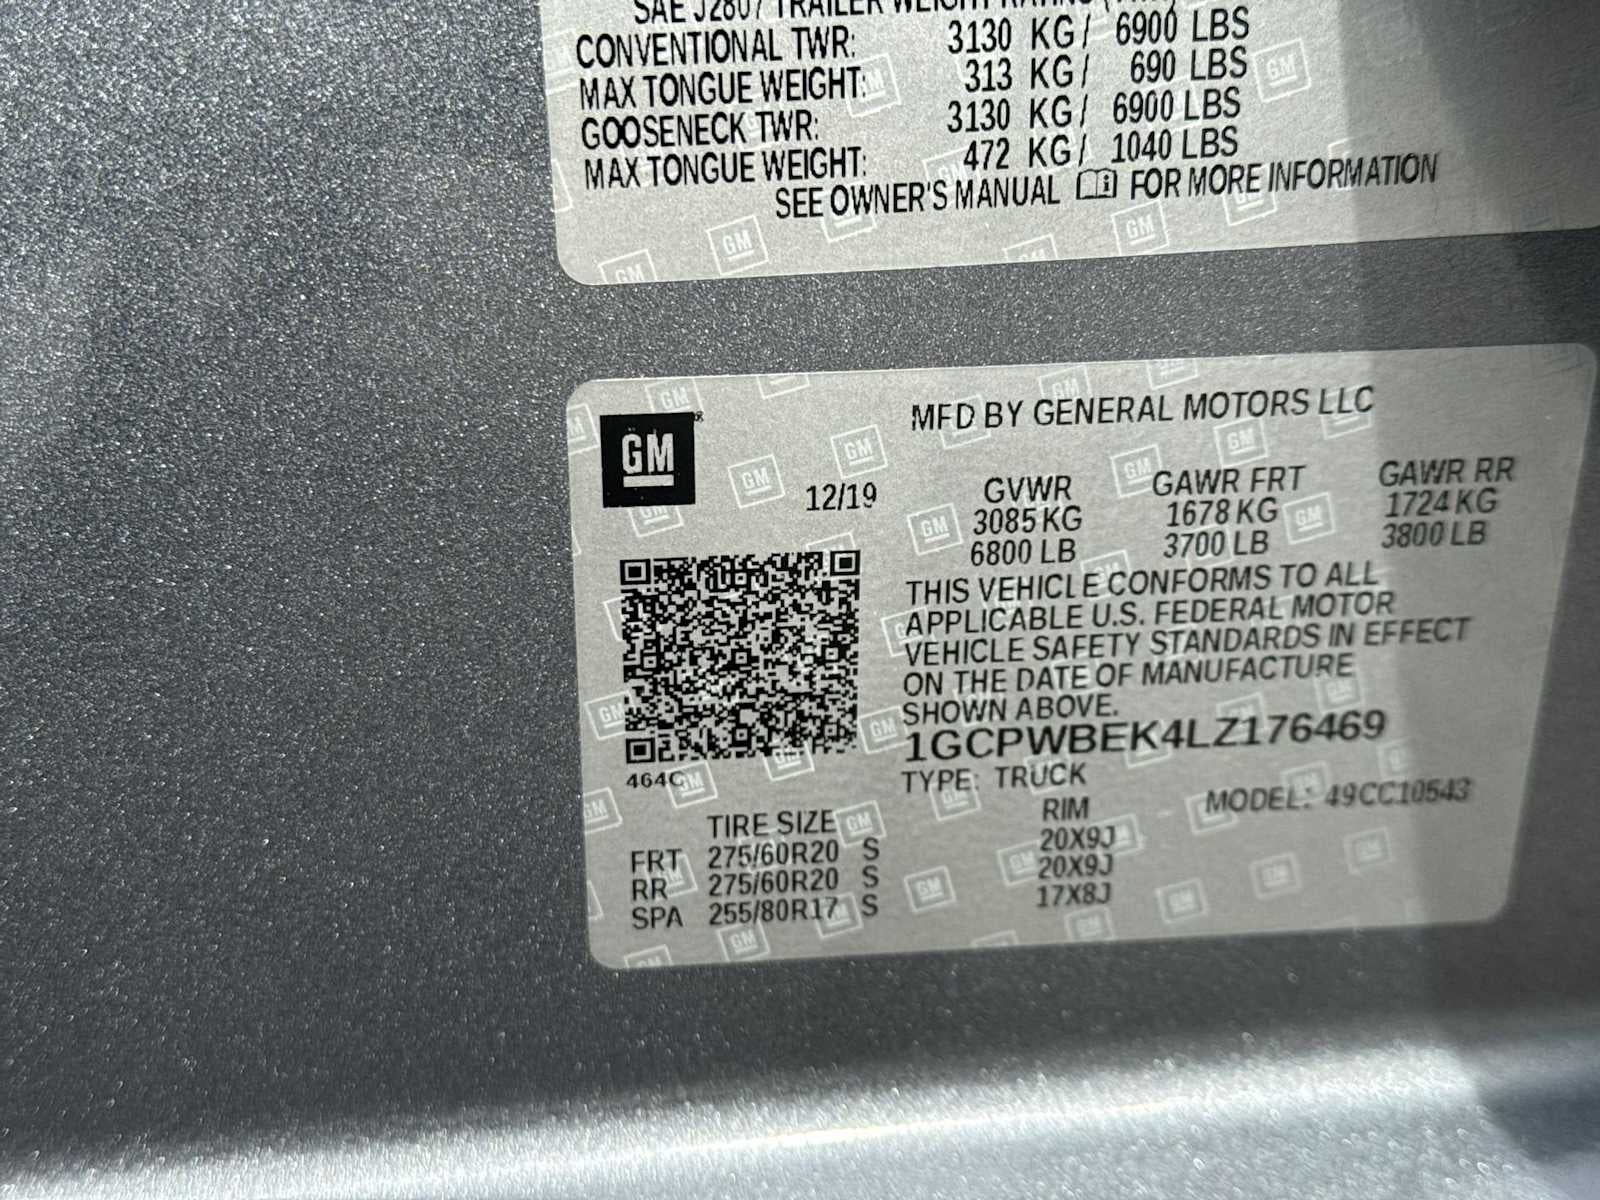 SAE J2807 TRAILER WEIGHT RATING
CONVENTIONAL TWR: 3130 KG / 6900 LBS
MAX TONGUE WEIGHT: 313 KG / 690 LBS
GOOSENECK TWR: 3130 KG / 6900 LBS
MAX TONGUE WEIGHT: 472 KG / 1040 LBS
SEE OWNER'S MANUAL FOR MORE INFORMATION
GM
MFD BY GENERAL MOTORS LLC
12/19
GVWR GAWR FRT GAWR RR
3085 KG 1678 KG 1724 KG
6800 LB 3700 LB 3800 LB
THIS VEHICLE CONFORMS TO ALL
APPLICABLE U.S. FEDERAL MOTOR
VEHICLE SAFETY STANDARDS IN EFFECT
ON THE DATE OF MANUFACTURE
SHOWN ABOVE.
1GCPWBEK4LZ176469
464C
TYPE: TRUCK
MODEL: 49CC10543
TIRE SIZE RIM
FRT 275/60R20 S 20X9J
RR 275/60R20 S 20X9J
SPA 255/80R17 S 17X8J